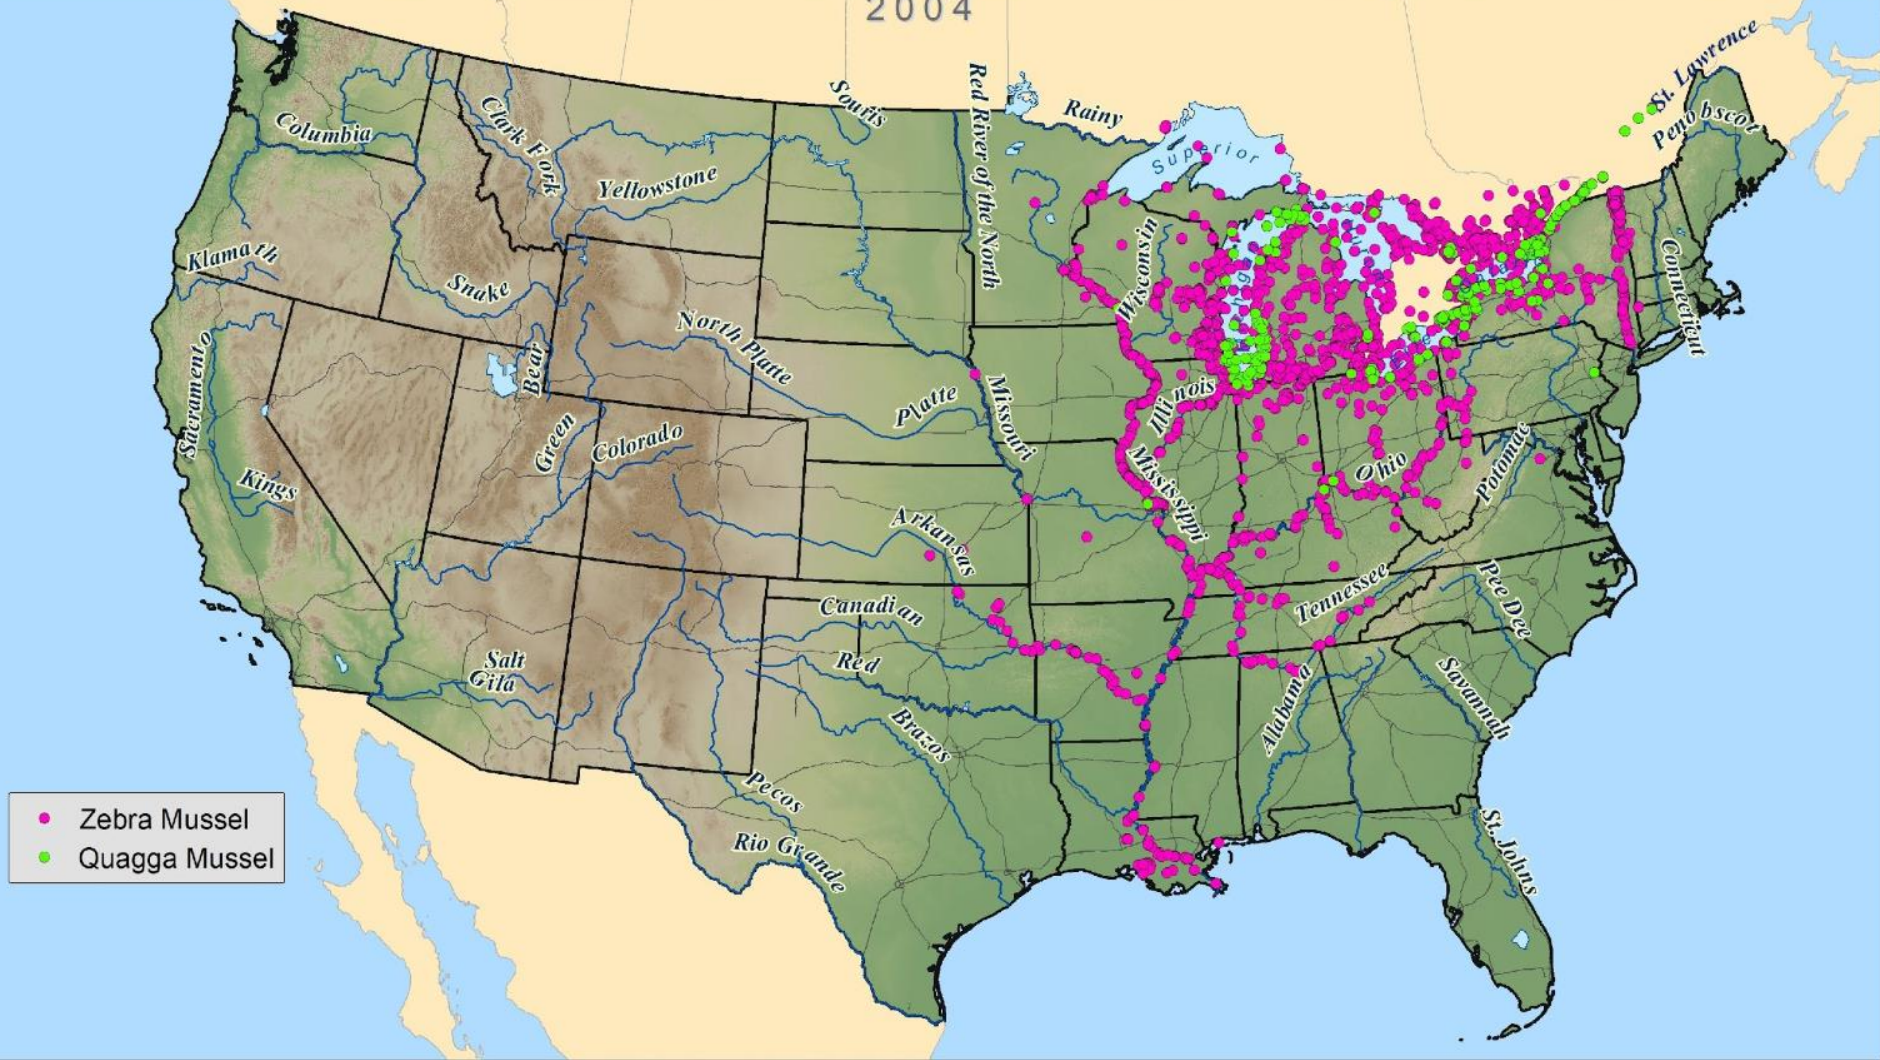 2004
St. Lawrence
Souris
Red River of the North
Rainy
Penobscot
Columbia
Clark Fork
Superior
Yellowstone
Klamath
Snake
Wisconsin
Connecticut
Sacramento
North Platte
Bear
Platte
Missouri
Illinois
Green
Colorado
Kings
Mississippi
Ohio
Potomac
Arkansas
Canadian
Tennessee
Pee Dee
Salt
Gila
Red
Brazos
Alabama
Savannah
Pecos
Rio Grande
St. Johns
Zebra Mussel
Quagga Mussel